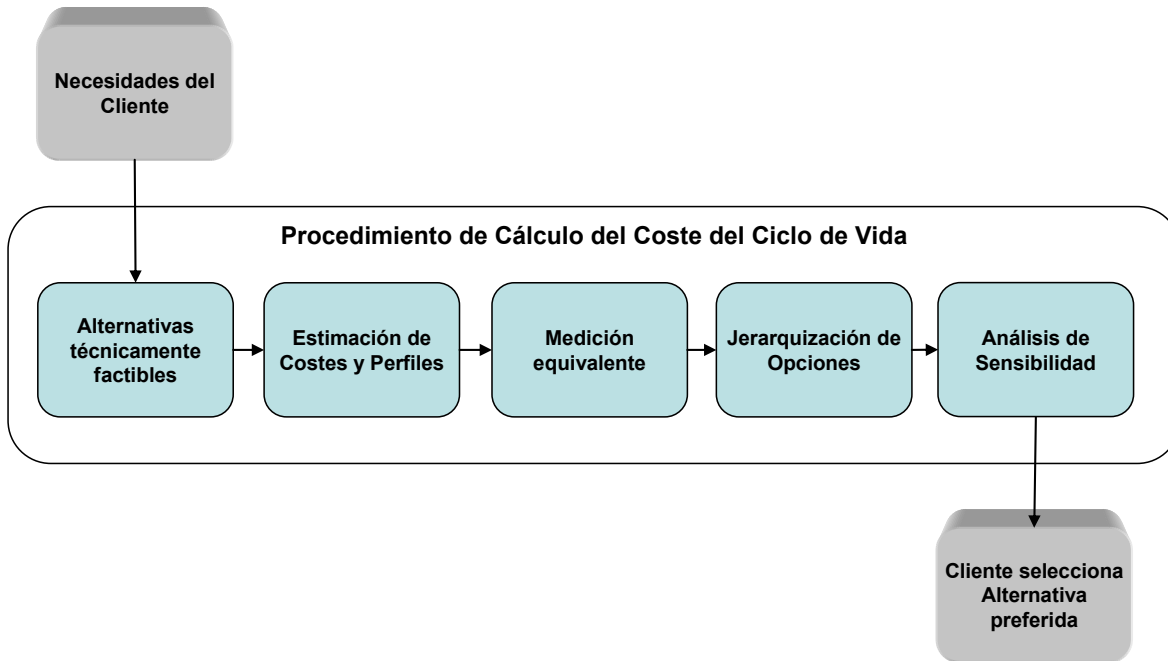 Necesidades del
Cliente
Procedimiento de Cálculo del Coste del Ciclo de Vida
Alternativas
técnicamente
factibles
Estimación de
Costes y Perfiles
Medición
equivalente
Jerarquización de
Opciones
Análisis de
Sensibilidad
Cliente selecciona
Alternativa
preferida